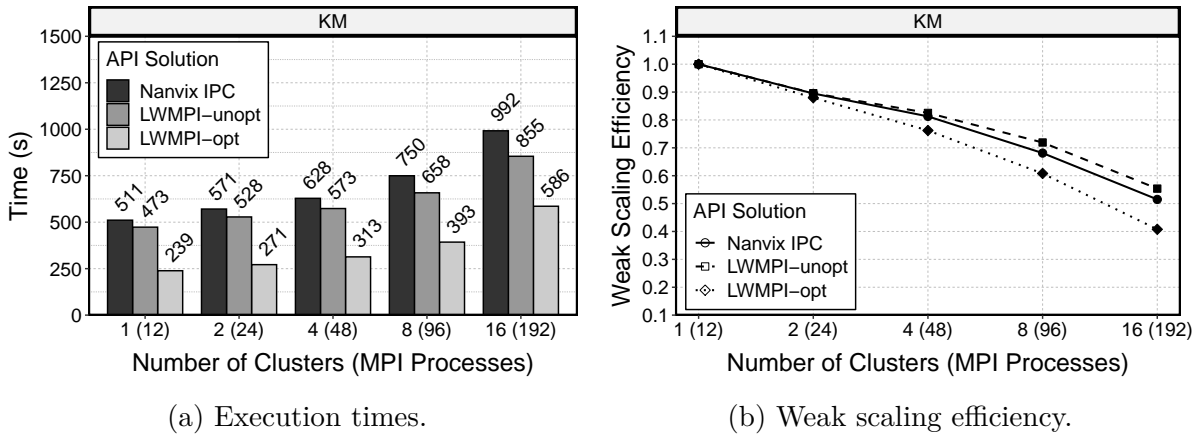 KM
1500
1250
1000
750
500
250
0
Time (s)
API Solution
Nanvix IPC
LWMPI−unopt
LWMPI−opt
511
473
239
571
528
271
628
573
313
750
658
393
992
855
586
1 (12)
2 (24)
4 (48)
8 (96)
16 (192)
Number of Clusters (MPI Processes)
(a) Execution times.
KM
1.1
1.0
0.9
0.8
0.7
0.6
0.5
0.4
0.3
0.2
0.1
Weak Scaling Efficiency
API Solution
Nanvix IPC
LWMPI−unopt
LWMPI−opt
1 (12)
2 (24)
4 (48)
8 (96)
16 (192)
Number of Clusters (MPI Processes)
(b) Weak scaling efficiency.